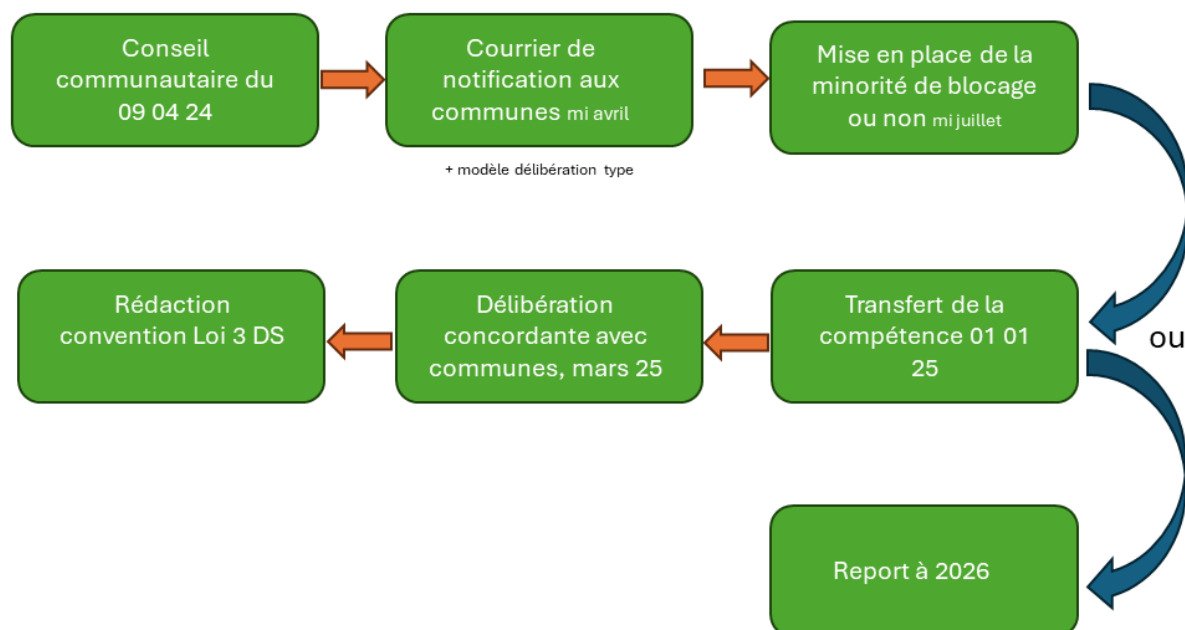 Conseil
communautaire du
09 04 24
Courrier de
notification aux
communes mi avril
+ modèle délibération type
Mise en place de la
minorité de blocage
ou non mi juillet
ou
Transfert de la
compétence 01 01
25
Délibération
concordante avec
communes, mars 25
Rédaction
convention Loi 3 DS
Report à 2026